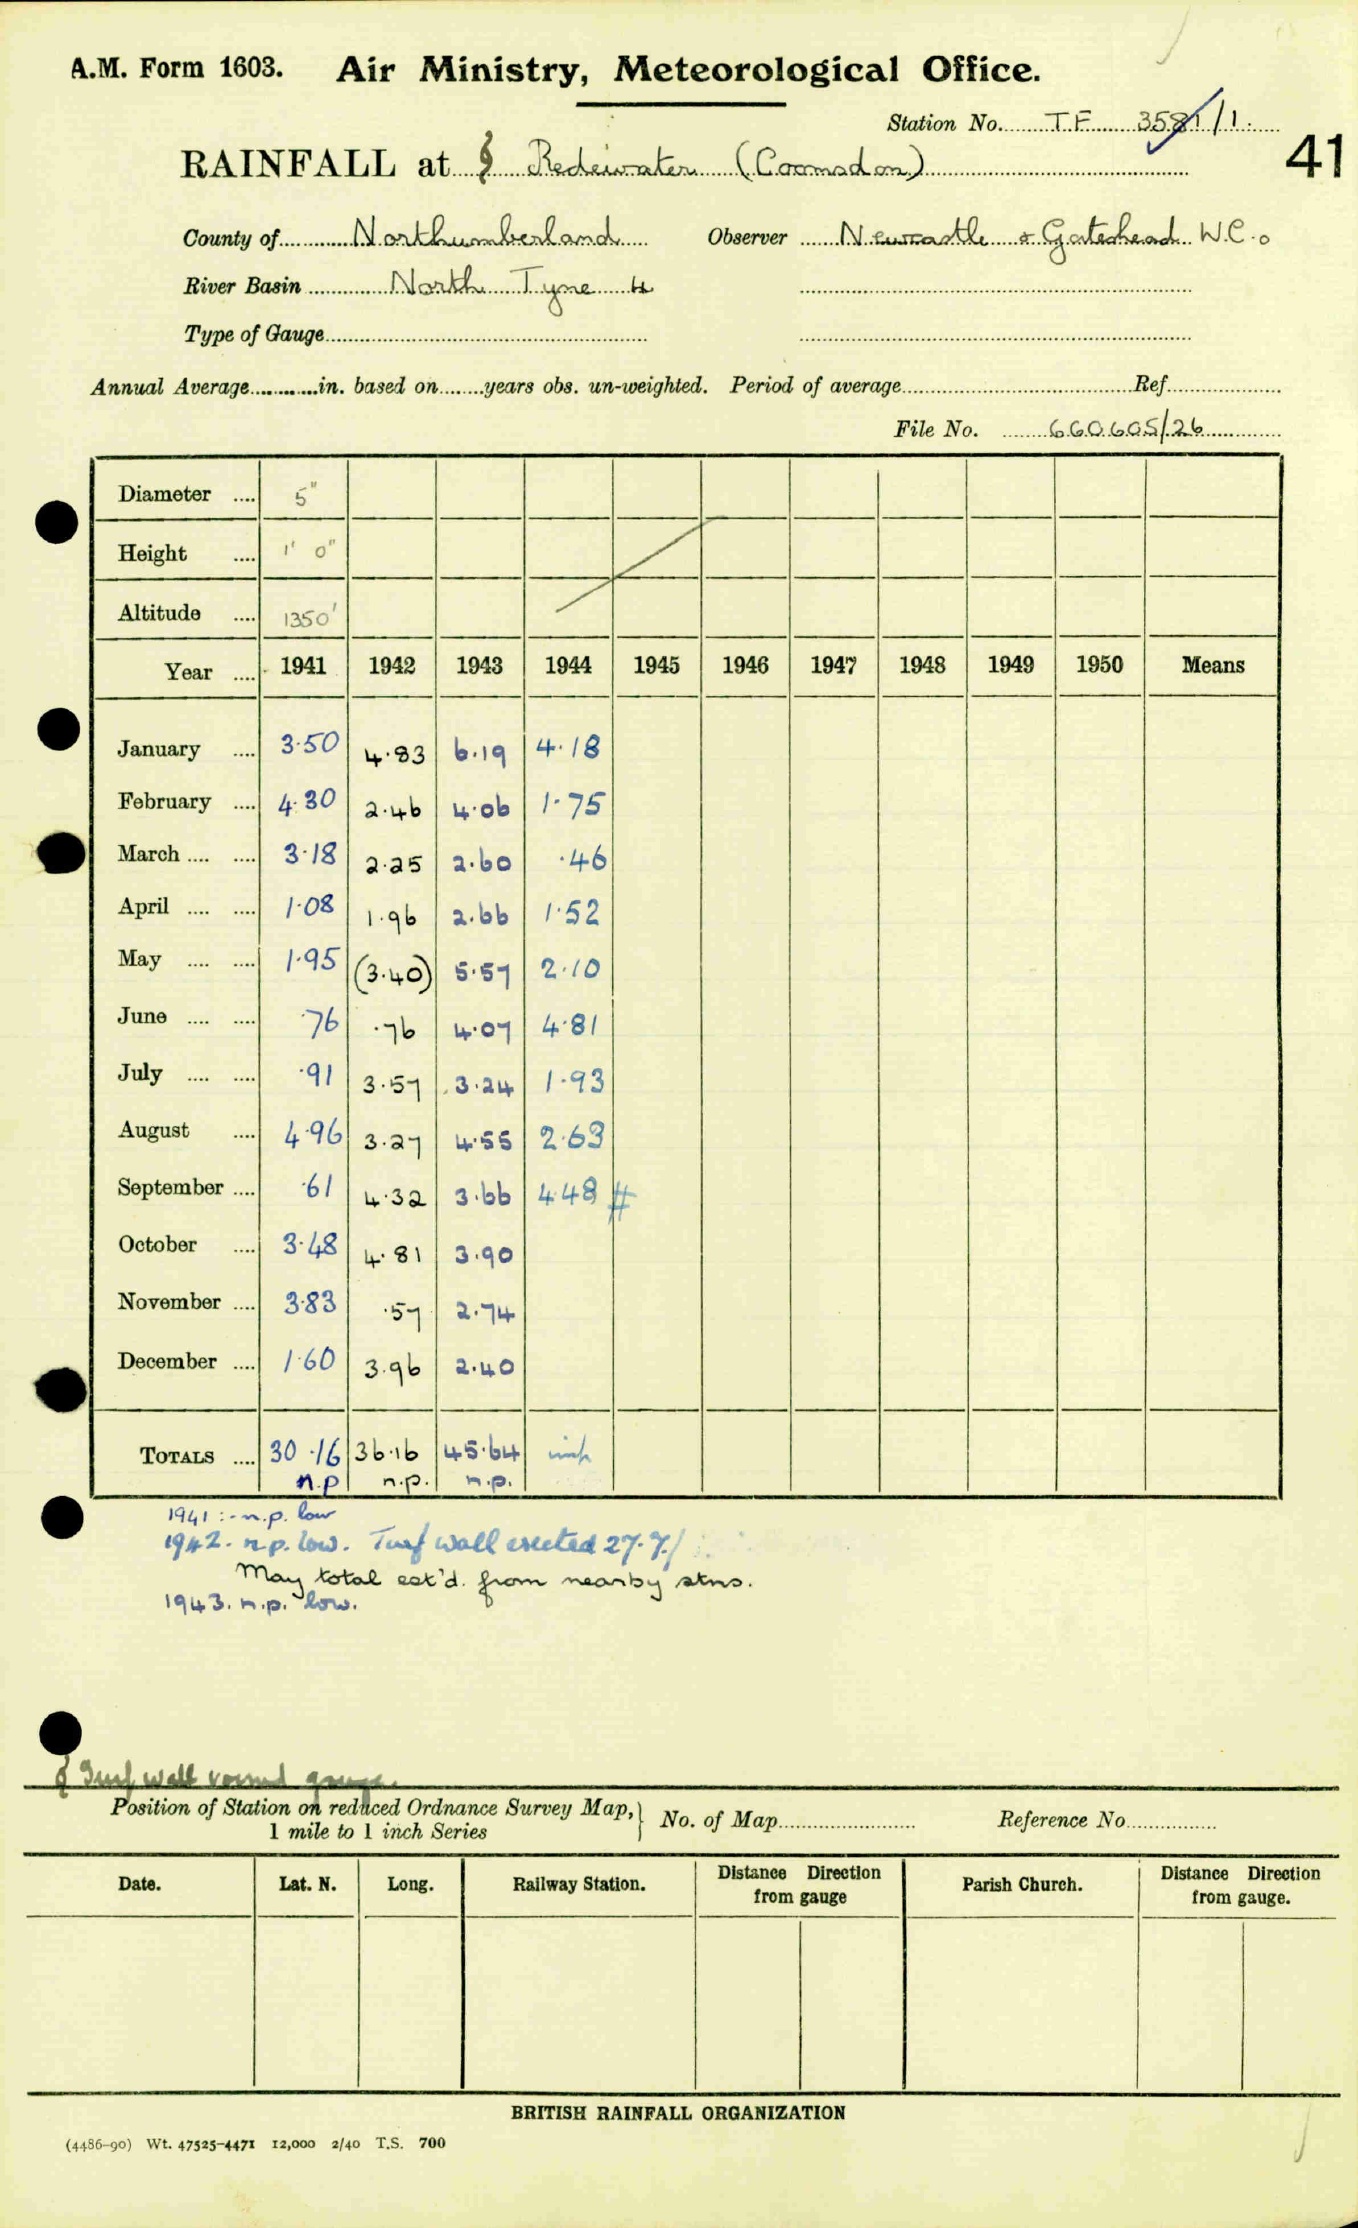 A.M. Form 1603. Air Ministry, Meteorological Office.
Station No. TF 3581/1.
41
RAINFALL at Redewater (Coomsdon)
County of Northumberland Observer Newcastle & Gateshead W.Co
River Basin North Tyne 4
Type of Gauge
Annual Average in. based on years obs. un-weighted. Period of average Ref
File No. 660605/26
Diameter 5"
Height 1' 0"
Altitude 1350'
Year 1941 1942 1943 1944 1945 1946 1947 1948 1949 1950 Means
January 3.50 4.83 6.19 4.18
February 4.30 2.46 4.06 1.75
March 3.18 2.25 2.60 .46
April 1.08 1.96 2.66 1.52
May 1.95 (3.40) 5.57 2.10
June .76 .76 4.07 4.81
July .91 3.57 3.24 1.93
August 4.96 3.27 4.55 2.63
September .61 4.32 3.66 4.48 #
October 3.48 4.81 3.90
November 3.83 .57 2.74
December 1.60 3.96 2.40
TOTALS 30.16 36.16 45.64
n.p n.p. n.p.
1941:- n.p. low
1942. n.p. low. Turf wall erected 27.7./
May total est'd. from nearby stns.
1943. n.p. low.
Turf wall round gauge.
Position of Station on reduced Ordnance Survey Map,} No. of Map Reference No
1 mile to 1 inch Series
Date. Lat. N. Long. Railway Station. Distance Direction from gauge Parish Church. Distance Direction from gauge.
BRITISH RAINFALL ORGANIZATION
(4486-90) Wt. 47525-4471 12,000 2/40 T.S. 700